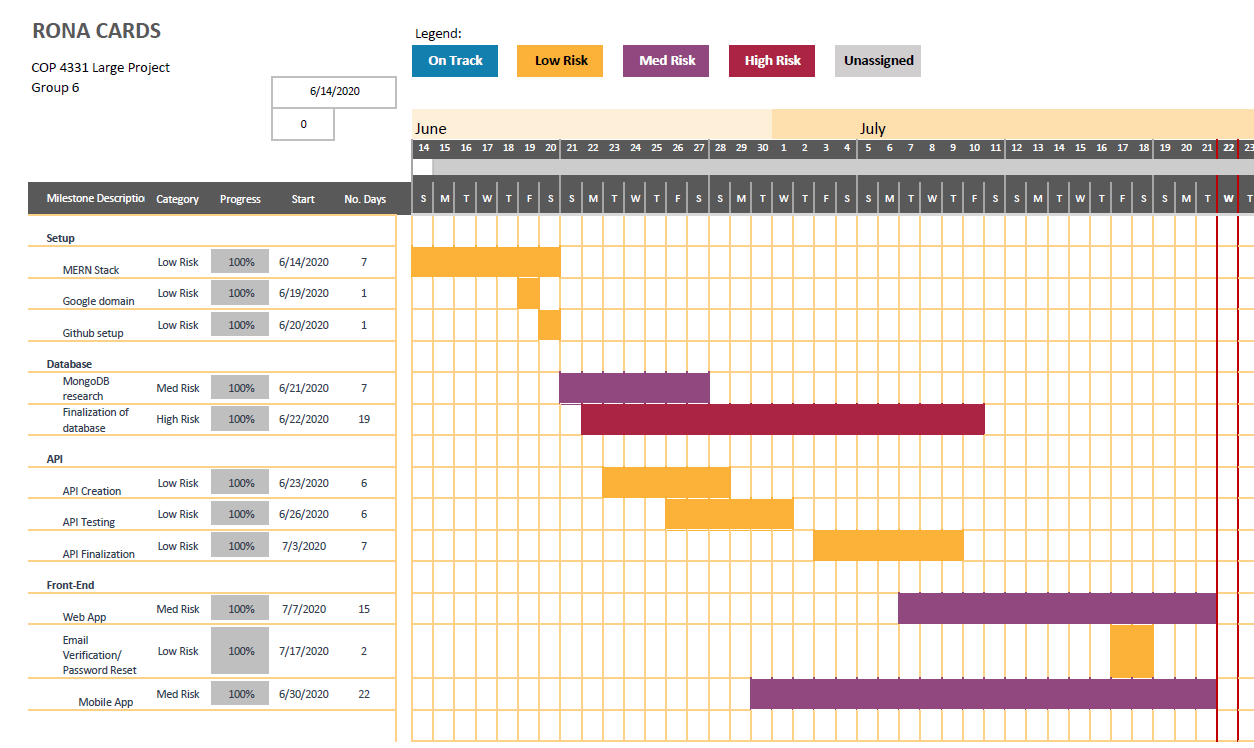 RONA CARDS
COP 4331 Large Project
Group 6
6/14/2020
0
Legend:
On Track Low Risk Med Risk High Risk Unassigned
June July
14 15 16 17 18 19 20 21 22 23 24 25 26 27 28 29 30 1 2 3 4 5 6 7 8 9 10 11 12 13 14 15 16 17 18 19 20 21 22 23
Milestone Descriptio Category Progress Start No. Days S M T W T F S S M T W T F S S M T W T F S S M T W T F S S M T W T F S S M T W T
Setup
MERN Stack Low Risk 100% 6/14/2020 7
Google domain Low Risk 100% 6/19/2020 1
Github setup Low Risk 100% 6/20/2020 1
Database
MongoDB
research Med Risk 100% 6/21/2020 7
Finalization of
database High Risk 100% 6/22/2020 19
API
API Creation Low Risk 100% 6/23/2020 6
API Testing Low Risk 100% 6/26/2020 6
API Finalization Low Risk 100% 7/3/2020 7
Front-End
Web App Med Risk 100% 7/7/2020 15
Email
Verification/ Low Risk 100% 7/17/2020 2
Password Reset
Mobile App Med Risk 100% 6/30/2020 22